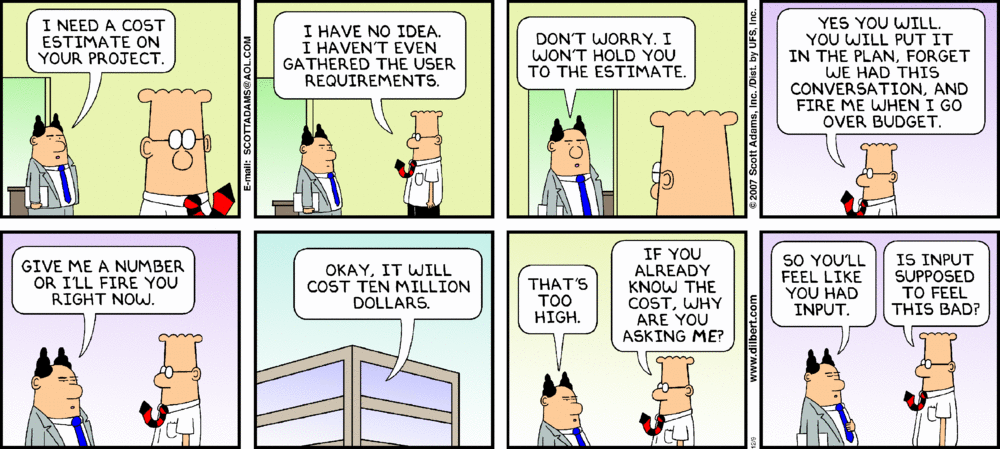 I NEED A COST
ESTIMATE ON
YOUR PROJECT.
E-mail: SCOTTADAMS@AOL.COM
I HAVE NO IDEA.
I HAVEN'T EVEN
GATHERED THE USER
REQUIREMENTS.
DON'T WORRY. I
WON'T HOLD YOU
TO THE ESTIMATE.
© 2007 Scott Adams, Inc. /Dist. by UFS, Inc.
YES YOU WILL.
YOU WILL PUT IT
IN THE PLAN, FORGET
WE HAD THIS
CONVERSATION, AND
FIRE ME WHEN I GO
OVER BUDGET.
GIVE ME A NUMBER
OR I'LL FIRE YOU
RIGHT NOW.
OKAY, IT WILL
COST TEN MILLION
DOLLARS.
THAT'S
TOO
HIGH.
IF YOU
ALREADY
KNOW THE
COST, WHY
ARE YOU
ASKING ME?
www.dilbert.com
12/9
SO YOU'LL
FEEL LIKE
YOU HAD
INPUT.
IS INPUT
SUPPOSED
TO FEEL
THIS BAD?